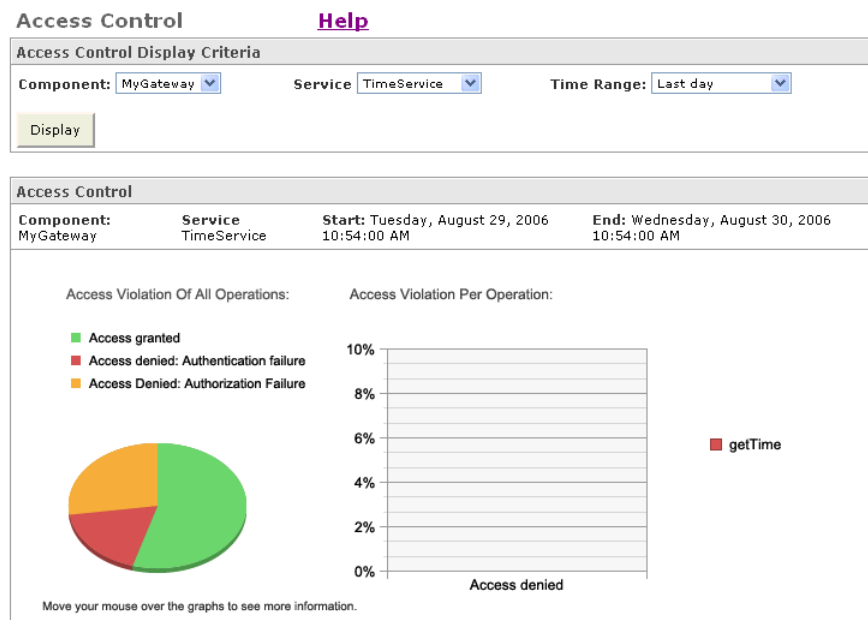 Access Control Help
Access Control Display Criteria
Component: MyGateway Service TimeService Time Range: Last day
Display
Access Control
Component: Service Start: Tuesday, August 29, 2006 End: Wednesday, August 30, 2006
MyGateway TimeService 10:54:00 AM 10:54:00 AM
Access Violation Of All Operations: Access Violation Per Operation:
Access granted
Access denied: Authentication failure
Access Denied: Authorization Failure
10%
8%
6%
4%
2%
0%
getTime
Access denied
Move your mouse over the graphs to see more information.